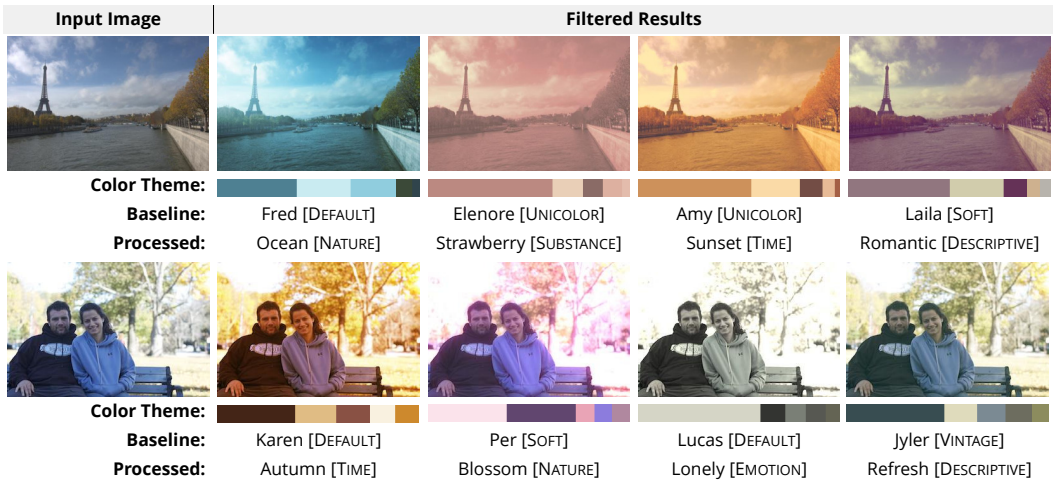 Input Image Filtered Results
Color Theme:
Baseline: Fred [DEFAULT] Elenore [UNICOLOR] Amy [UNICOLOR] Laila [SOFT]
Processed: Ocean [NATURE] Strawberry [SUBSTANCE] Sunset [TIME] Romantic [DESCRIPTIVE]
Color Theme:
Baseline: Karen [DEFAULT] Per [SOFT] Lucas [DEFAULT] Jyler [VINTAGE]
Processed: Autumn [TIME] Blossom [NATURE] Lonely [EMOTION] Refresh [DESCRIPTIVE]